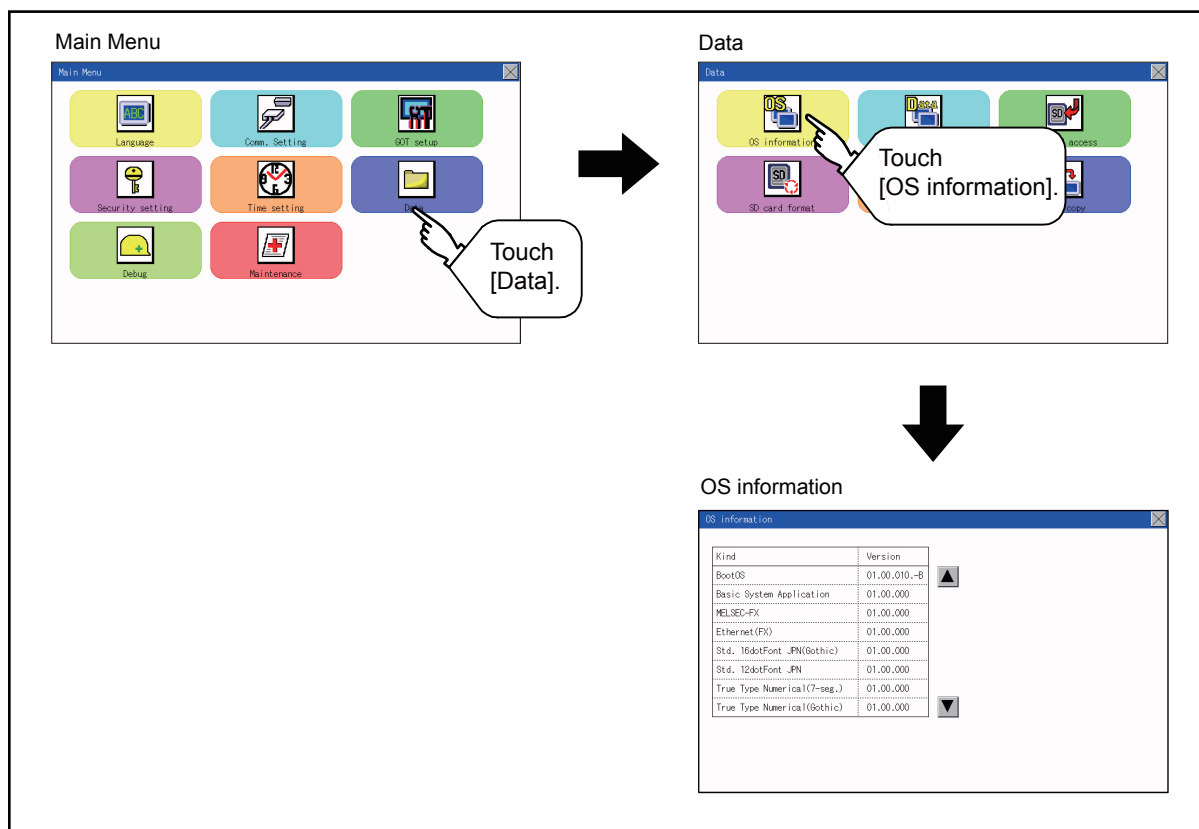 Main Menu
Main Menu
ABC
Language
Comm. Setting
GOT setup
Security setting
Time setting
Data
Debug
Maintenance
Touch
[Data].
Data
Data
OS
OS information
Data
SD
access
SD
SD card format
copy
Touch
[OS information].
OS information
OS information
Kind Version
BootOS 01.00.010.-B
Basic System Application 01.00.000
MELSEC-FX 01.00.000
Ethernet(FX) 01.00.000
Std. 16dotFont JPN(Gothic) 01.00.000
Std. 12dotFont JPN 01.00.000
True Type Numerical(7-seg.) 01.00.000
True Type Numerical(Gothic) 01.00.000